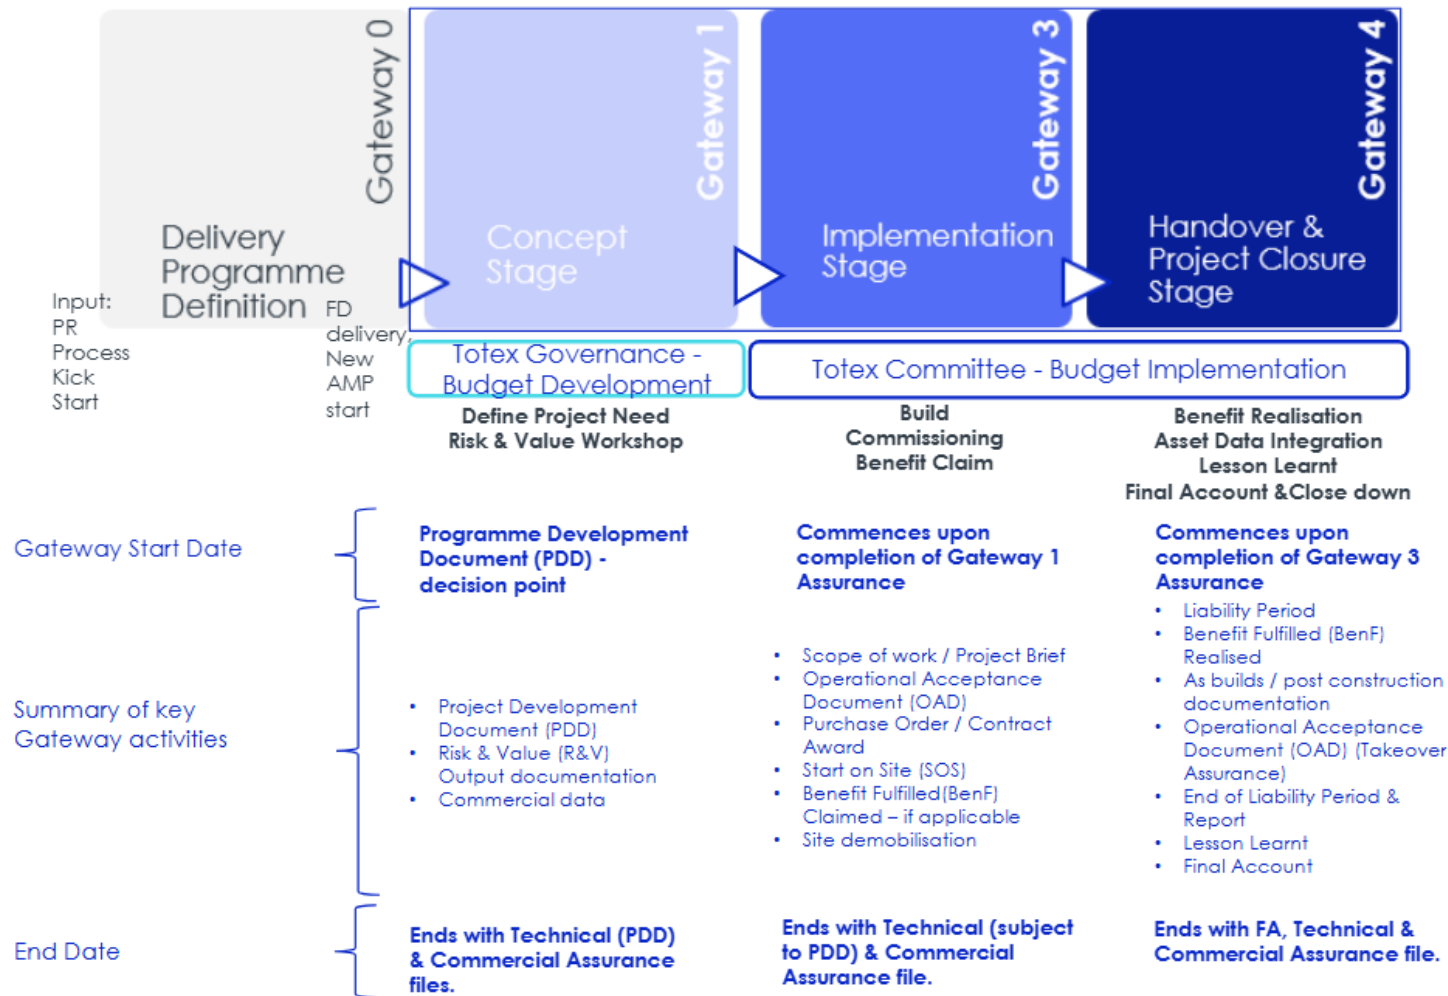 Gateway 0
Delivery
Programme
Definition
Input:
PR
Process
Kick
Start
FD
delivery,
New
AMP
start
Gateway 1
Concept
Stage
Gateway 3
Implementation
Stage
Gateway 4
Handover &
Project Closure
Stage
Totex Governance -
Budget Development
Totex Committee - Budget Implementation
Define Project Need
Risk & Value Workshop
Build
Commissioning
Benefit Claim
Benefit Realisation
Asset Data Integration
Lesson Learnt
Final Account &Close down
Gateway Start Date
Programme Development
Document (PDD) -
decision point
Commences upon
completion of Gateway 1
Assurance
Commences upon
completion of Gateway 3
Assurance
Summary of key
Gateway activities
• Project Development
Document (PDD)
• Risk & Value (R&V)
Output documentation
• Commercial data
• Scope of work / Project Brief
• Operational Acceptance
Document (OAD)
• Purchase Order / Contract
Award
• Start on Site (SOS)
• Benefit Fulfilled(BenF)
Claimed – if applicable
• Site demobilisation
• Liability Period
• Benefit Fulfilled (BenF)
Realised
• As builds / post construction
documentation
• Operational Acceptance
Document (OAD) (Takeover
Assurance)
• End of Liability Period &
Report
• Lesson Learnt
• Final Account
End Date
Ends with Technical (PDD)
& Commercial Assurance
files.
Ends with Technical (subject
to PDD) & Commercial
Assurance file.
Ends with FA, Technical &
Commercial Assurance file.